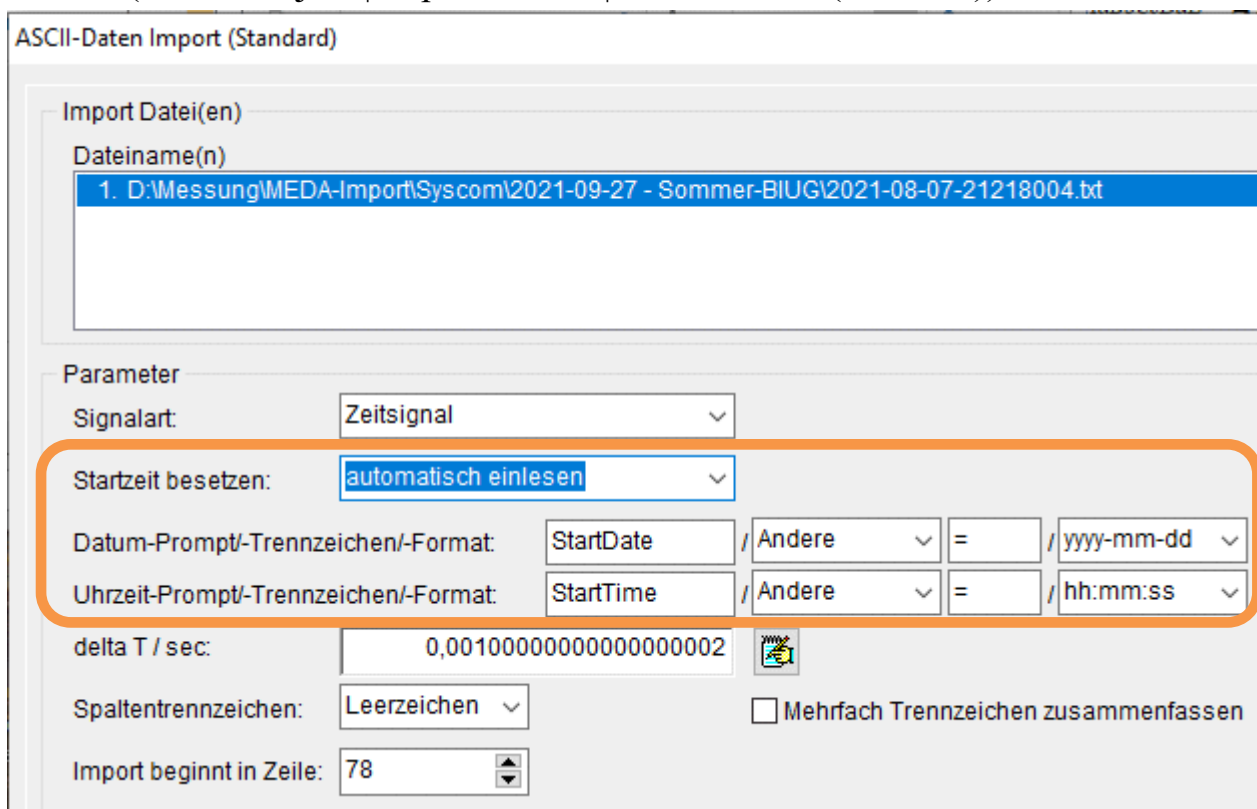 ASCII-Daten Import (Standard)
Import Datei(en)
Dateiname(n)
1. D:\Messung\MEDA-Import\Syscom\2021-09-27 - Sommer-BIUG\2021-08-07-21218004.txt
Parameter
Signalart: Zeitsignal
Startzeit besetzen: automatisch einlesen
Datum-Prompt/-Trennzeichen/-Format: StartDate / Andere = / yyyy-mm-dd
Uhrzeit-Prompt/-Trennzeichen/-Format: StartTime / Andere = / hh:mm:ss
delta T / sec: 0,00100000000000000002
Spaltentrennzeichen: Leerzeichen Mehrfach Trennzeichen zusammenfassen
Import beginnt in Zeile: 78